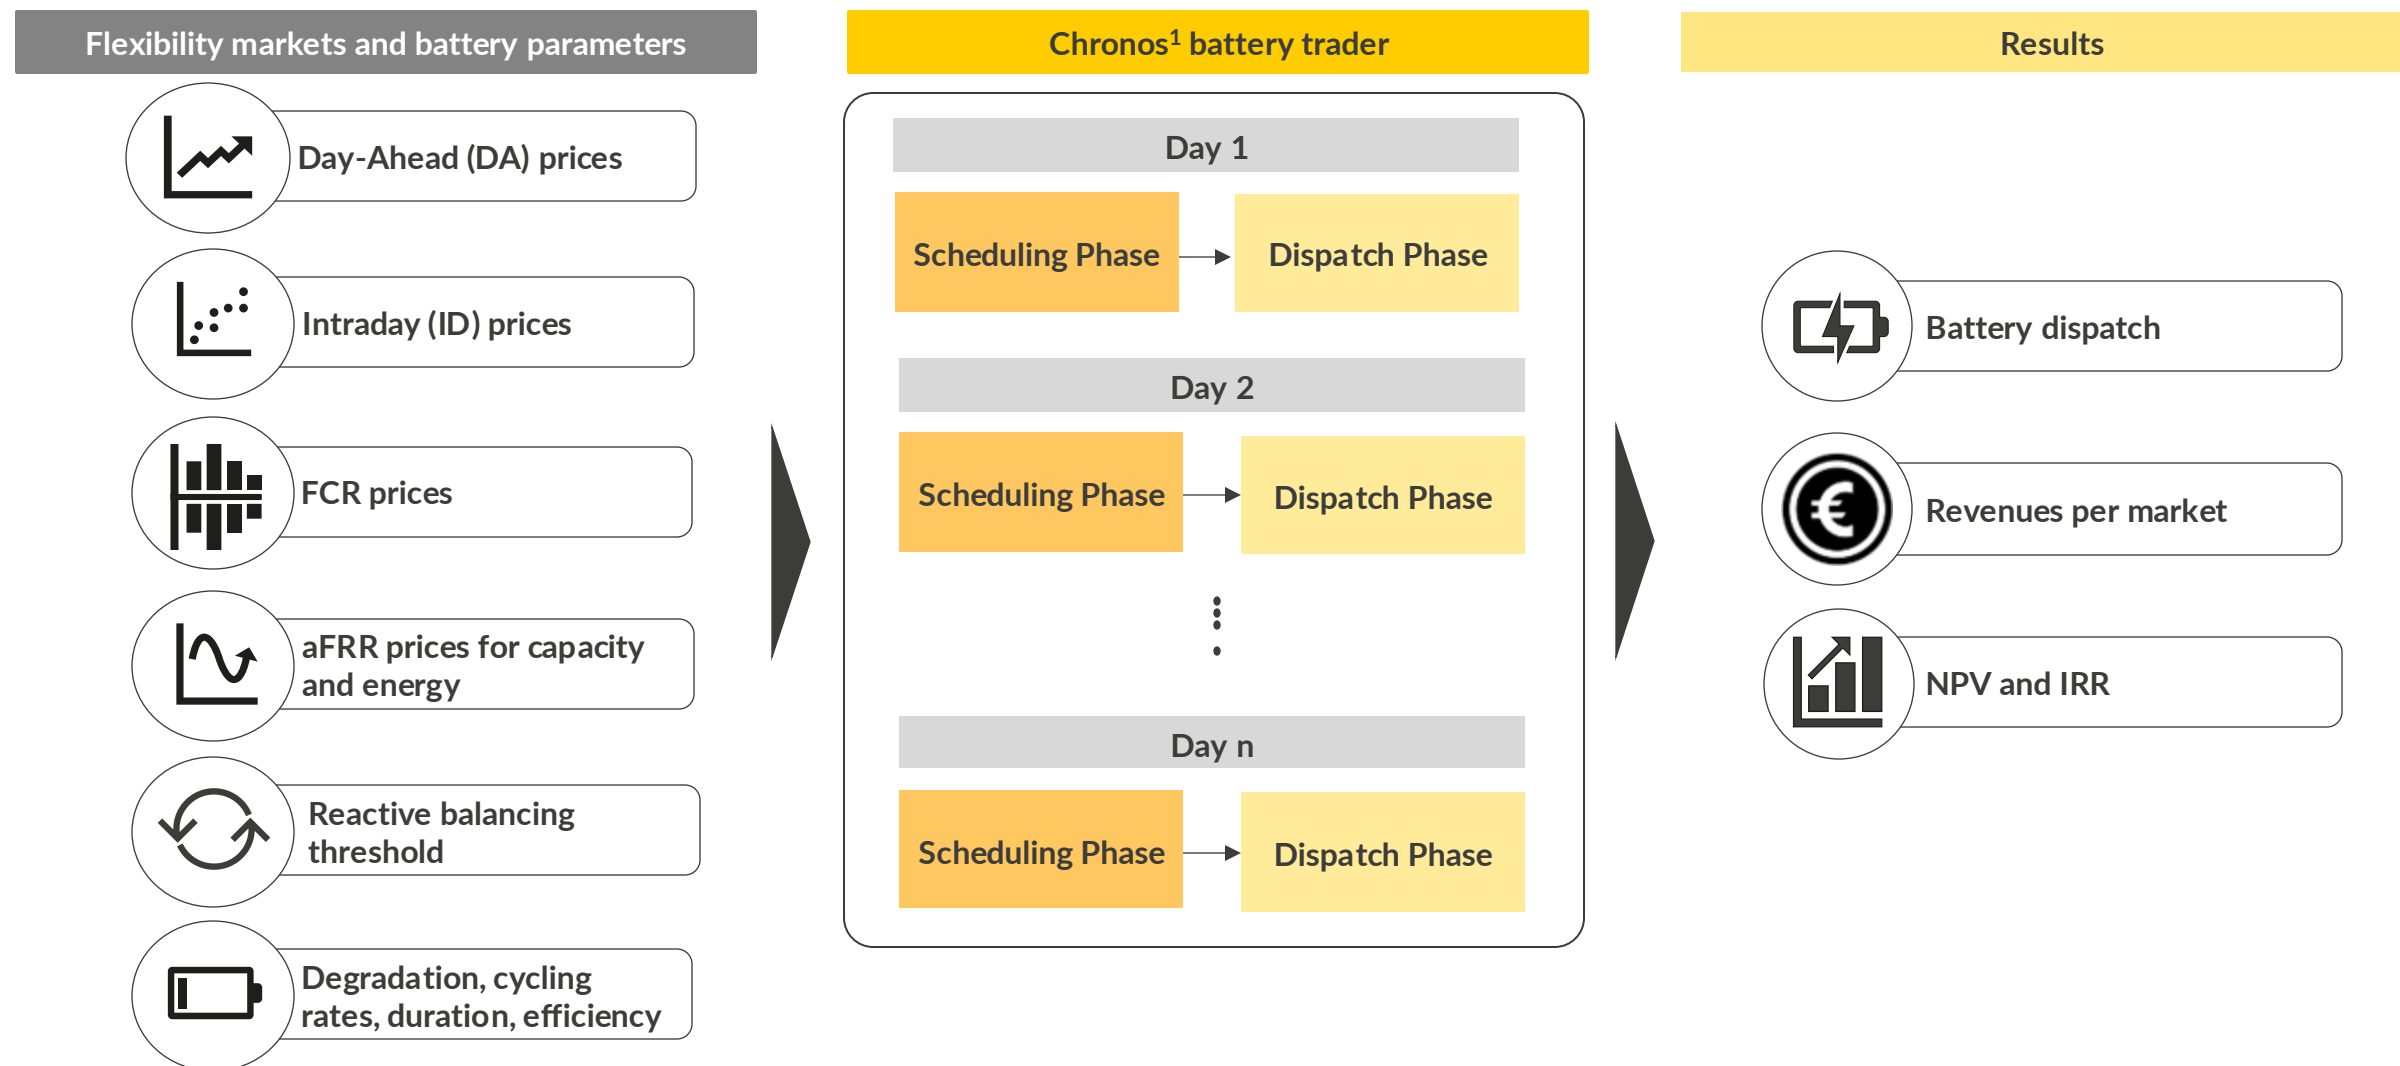 Flexibility markets and battery parameters
Day-Ahead (DA) prices
Intraday (ID) prices
FCR prices
aFRR prices for capacity
and energy
Reactive balancing
threshold
Degradation, cycling
rates, duration, efficiency
Chronos¹ battery trader
Day 1
Scheduling Phase
Dispatch Phase
Day 2
Scheduling Phase
Dispatch Phase
Day n
Scheduling Phase
Dispatch Phase
Results
Battery dispatch
€
Revenues per market
NPV and IRR